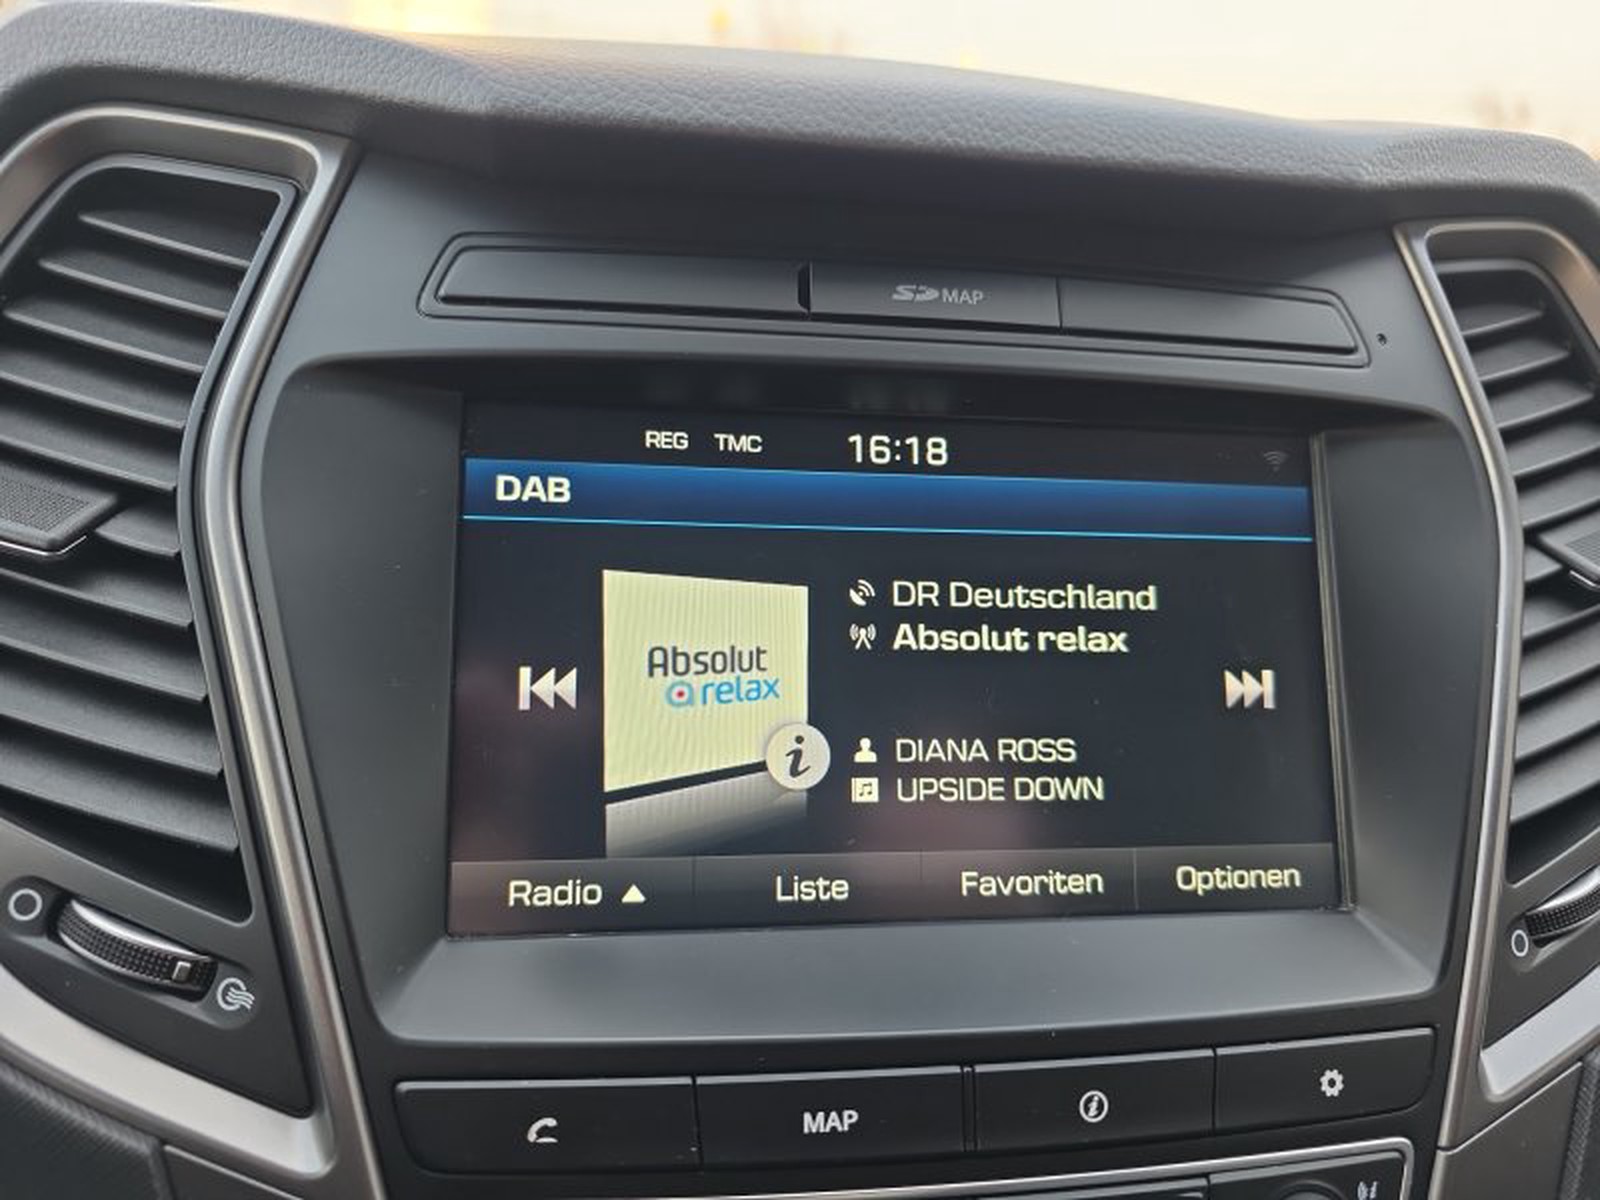 SD MAP
REG TMC 16:18
DAB
DR Deutschland
Absolut relax
Absolut
relax
i
DIANA ROSS
UPSIDE DOWN
Radio ▲ Liste Favoriten Optionen
MAP i